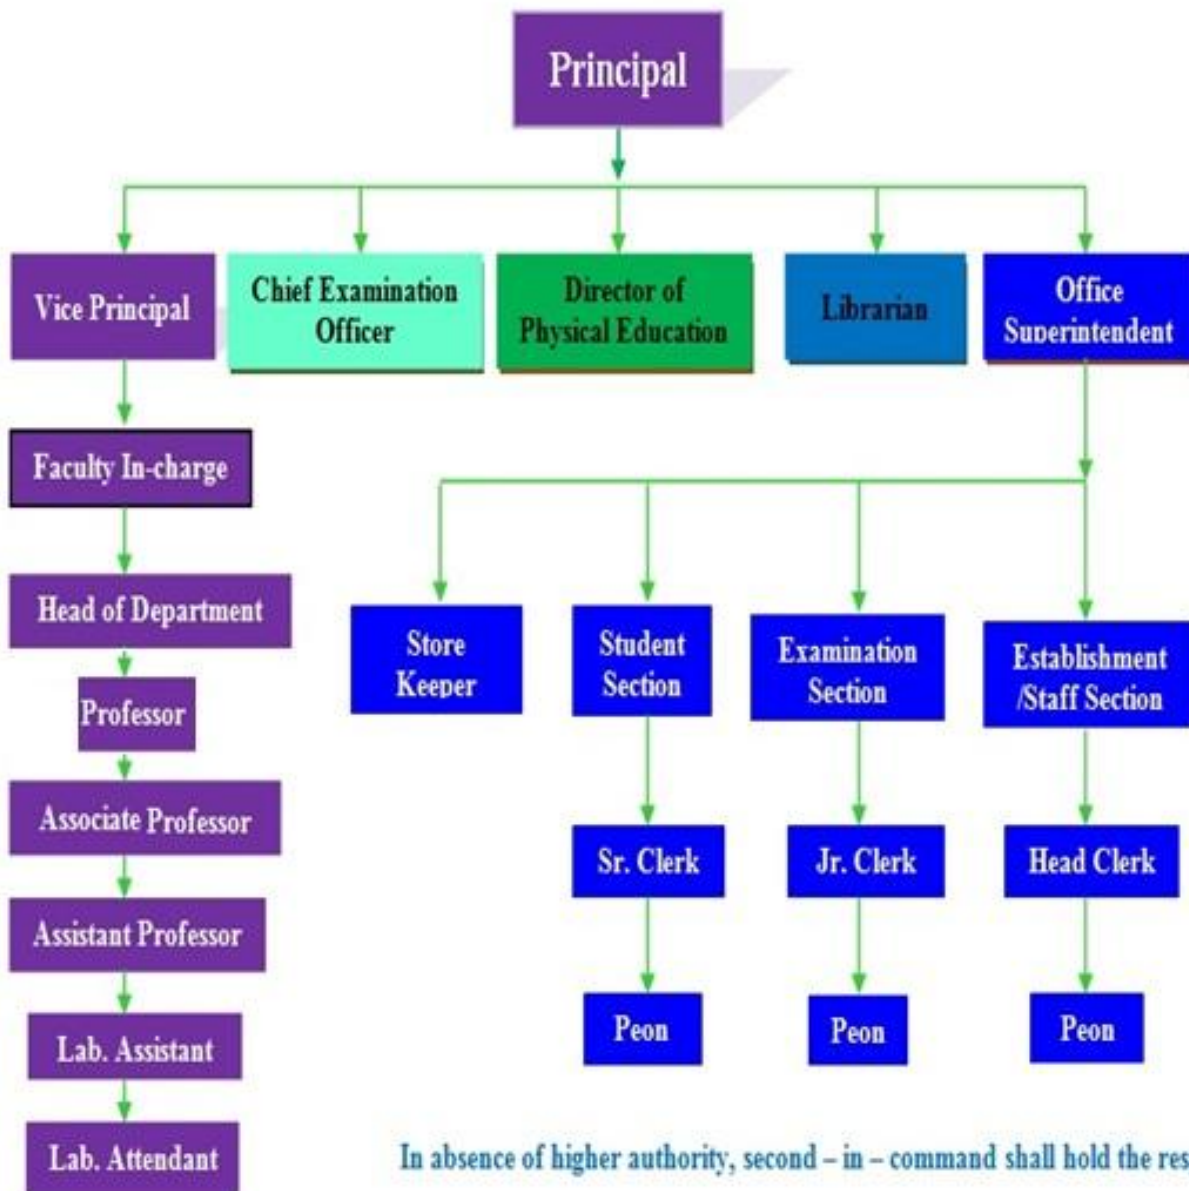 Principal
Vice Principal
Chief Examination
Officer
Director of
Physical Education
Librarian
Office
Superintendent
Faculty In-charge
Head of Department
Professor
Associate Professor
Assistant Professor
Lab. Assistant
Lab. Attendant
Store
Keeper
Student
Section
Examination
Section
Establishment
/Staff Section
Sr. Clerk
Jr. Clerk
Head Clerk
Peon
Peon
Peon
In absence of higher authority, second – in – command shall hold the res